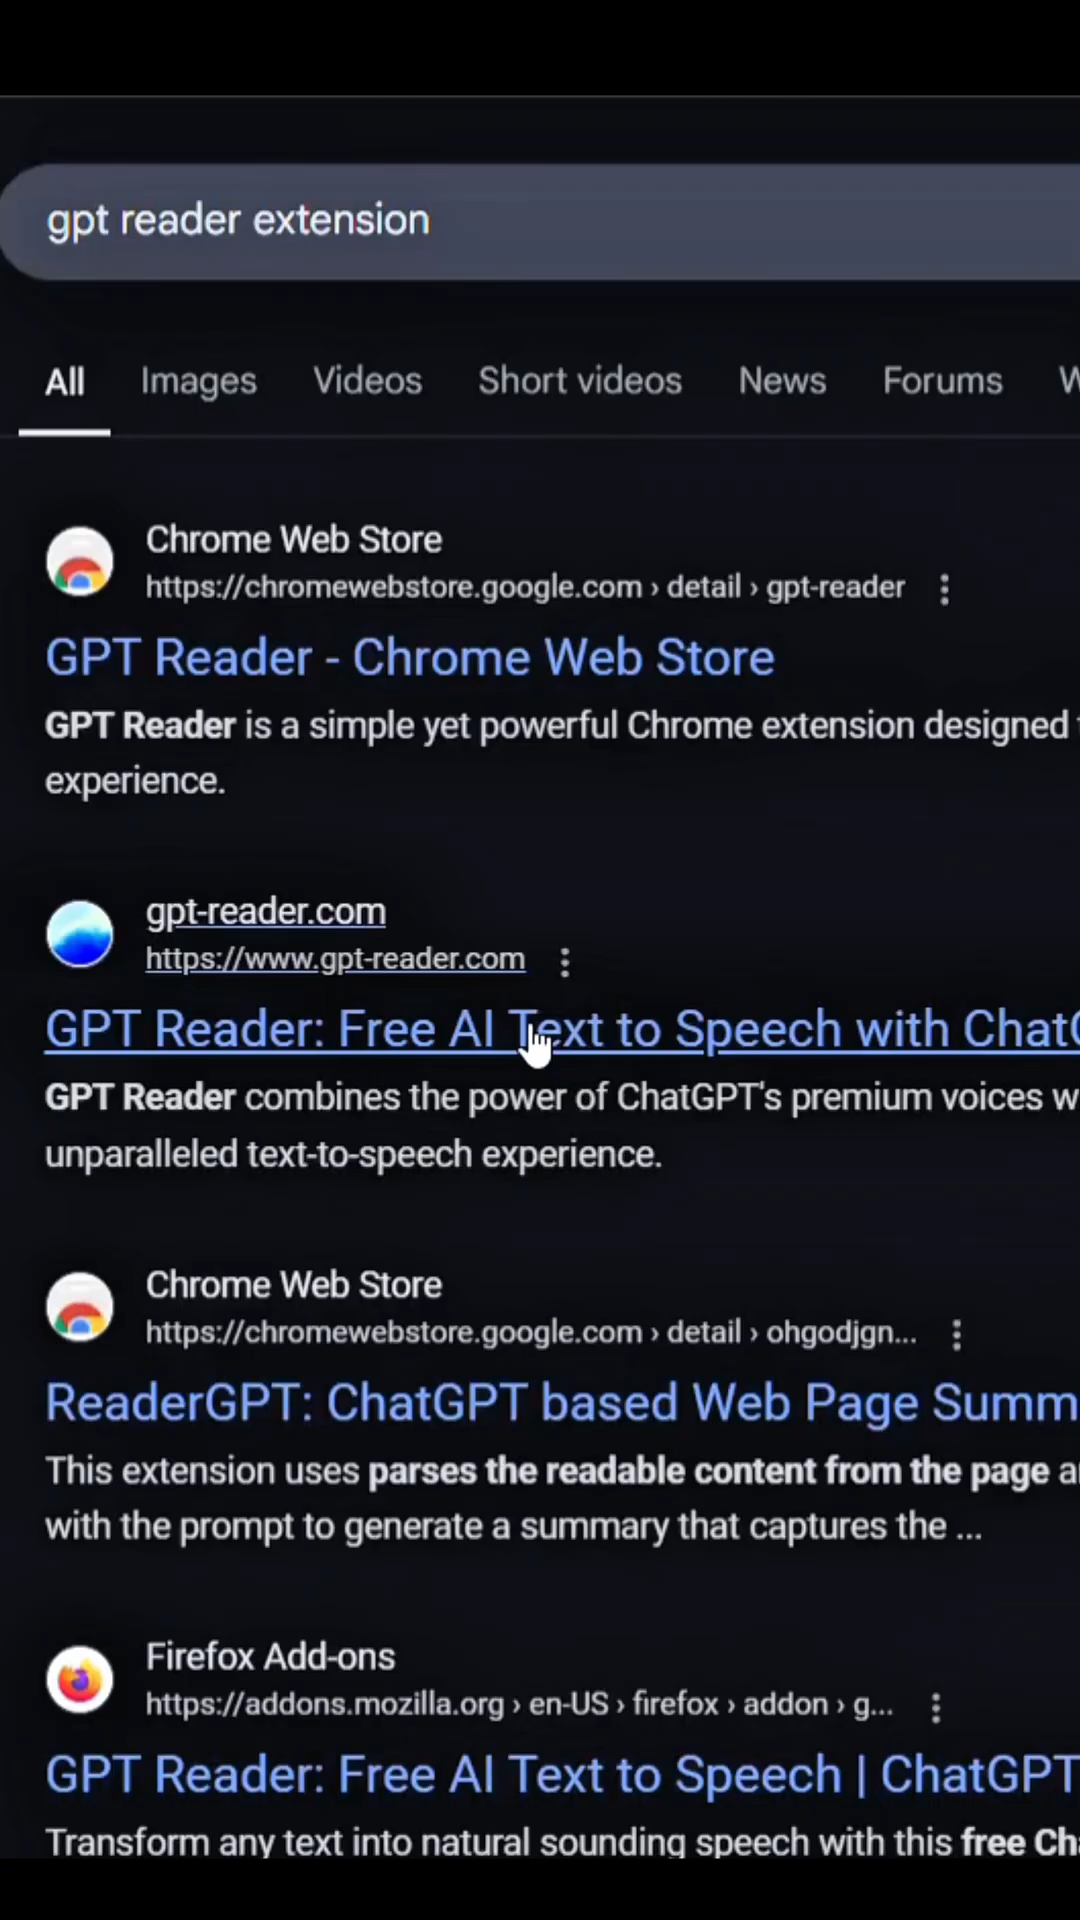 gpt reader extension
All Images Videos Short videos News Forums
Chrome Web Store
https://chromewebstore.google.com › detail › gpt-reader
GPT Reader - Chrome Web Store
GPT Reader is a simple yet powerful Chrome extension designed
experience.
gpt-reader.com
https://www.gpt-reader.com
GPT Reader: Free AI Text to Speech with Chat
GPT Reader combines the power of ChatGPT's premium voices w
unparalleled text-to-speech experience.
Chrome Web Store
https://chromewebstore.google.com › detail › ohgodjgn...
ReaderGPT: ChatGPT based Web Page Summ
This extension uses parses the readable content from the page a
with the prompt to generate a summary that captures the ...
Firefox Add-ons
https://addons.mozilla.org › en-US › firefox › addon › g...
GPT Reader: Free AI Text to Speech | ChatGPT
Transform any text into natural sounding speech with this free Ch